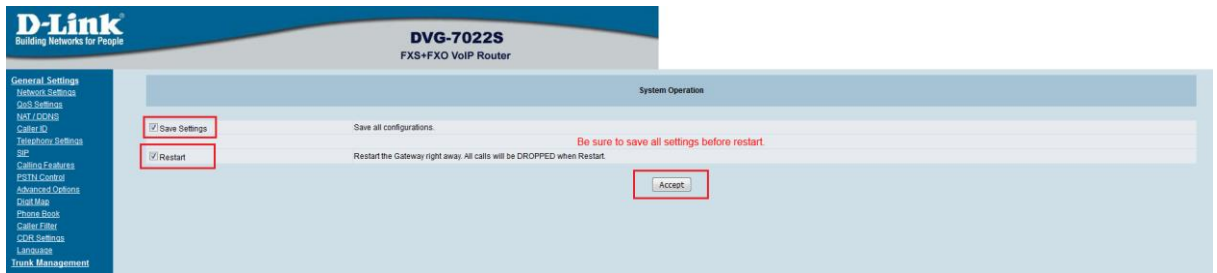 D-Link
Building Networks for People
DVG-7022S
FXS+FXO VoIP Router
General Settings
Network Settings
QoS Settings
NAT / DDNS
Caller ID
Telephony Settings
SIP
Calling Features
PSTN Control
Advanced Options
Digit Map
Phone Book
Caller Filter
CDR Settings
Language
Trunk Management
System Operation
Save Settings Save all configurations.
Be sure to save all settings before restart.
Restart Restart the Gateway right away. All calls will be DROPPED when Restart.
Accept